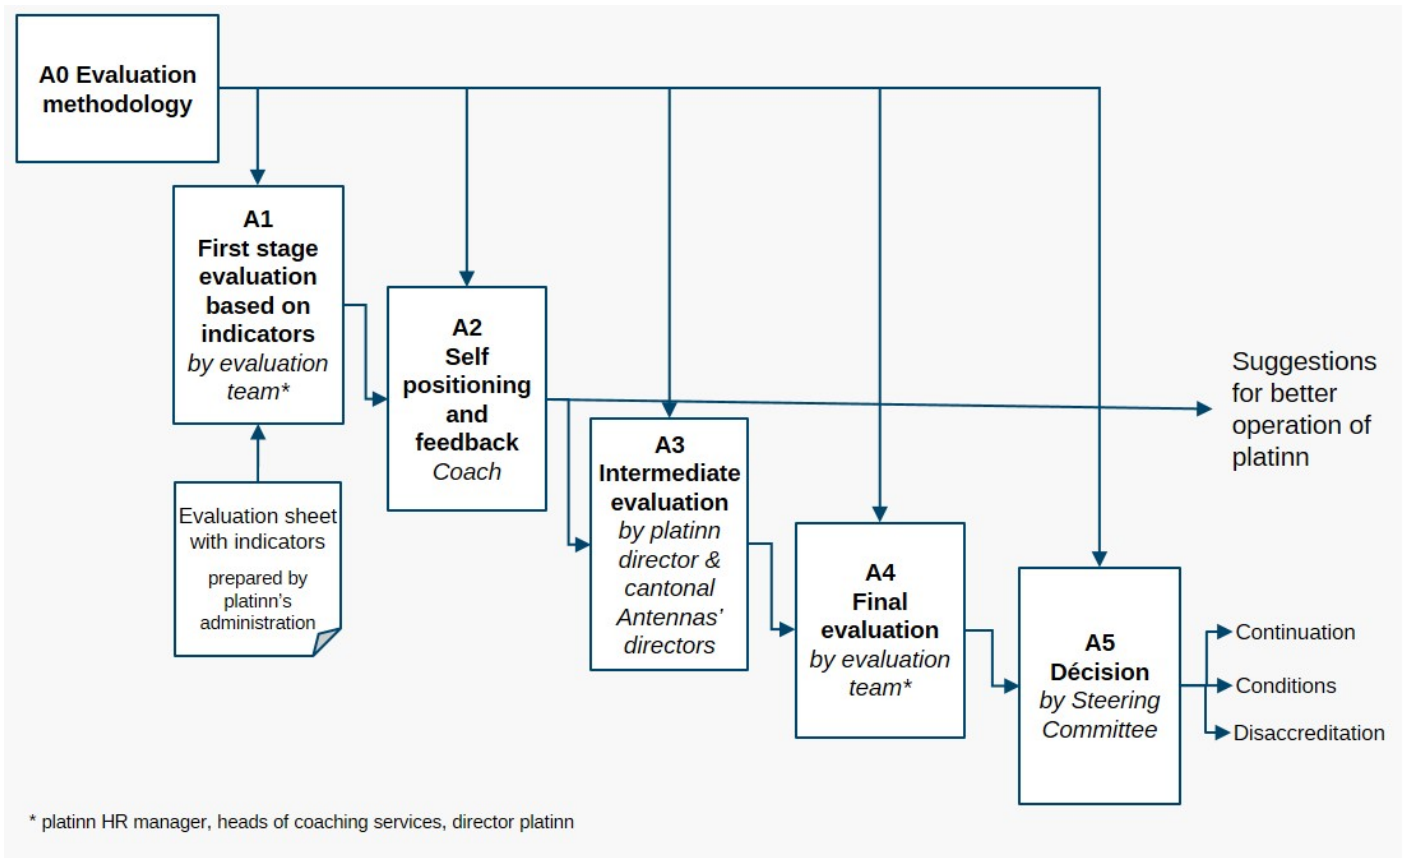 A0 Evaluation
methodology
A1
First stage
evaluation
based on
indicators
by evaluation
team*
Evaluation sheet
with indicators
prepared by
platinn’s
administration
A2
Self
positioning
and
feedback
Coach
A3
Intermediate
evaluation
by platinn
director &
cantonal
Antennas’
directors
A4
Final
evaluation
by evaluation
team*
A5
Décision
by Steering
Committee
Suggestions
for better
operation of
platinn
Continuation
Conditions
Disaccreditation
* platinn HR manager, heads of coaching services, director platinn